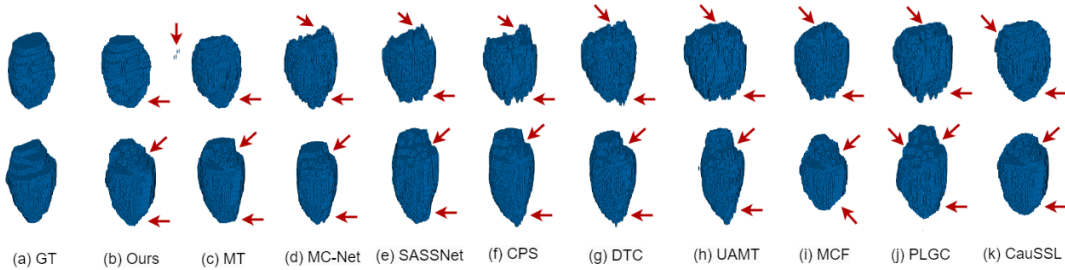 (a) GT (b) Ours (c) MT (d) MC-Net (e) SASSNet (f) CPS (g) DTC (h) UAMT (i) MCF (j) PLGC (k) CauSSL